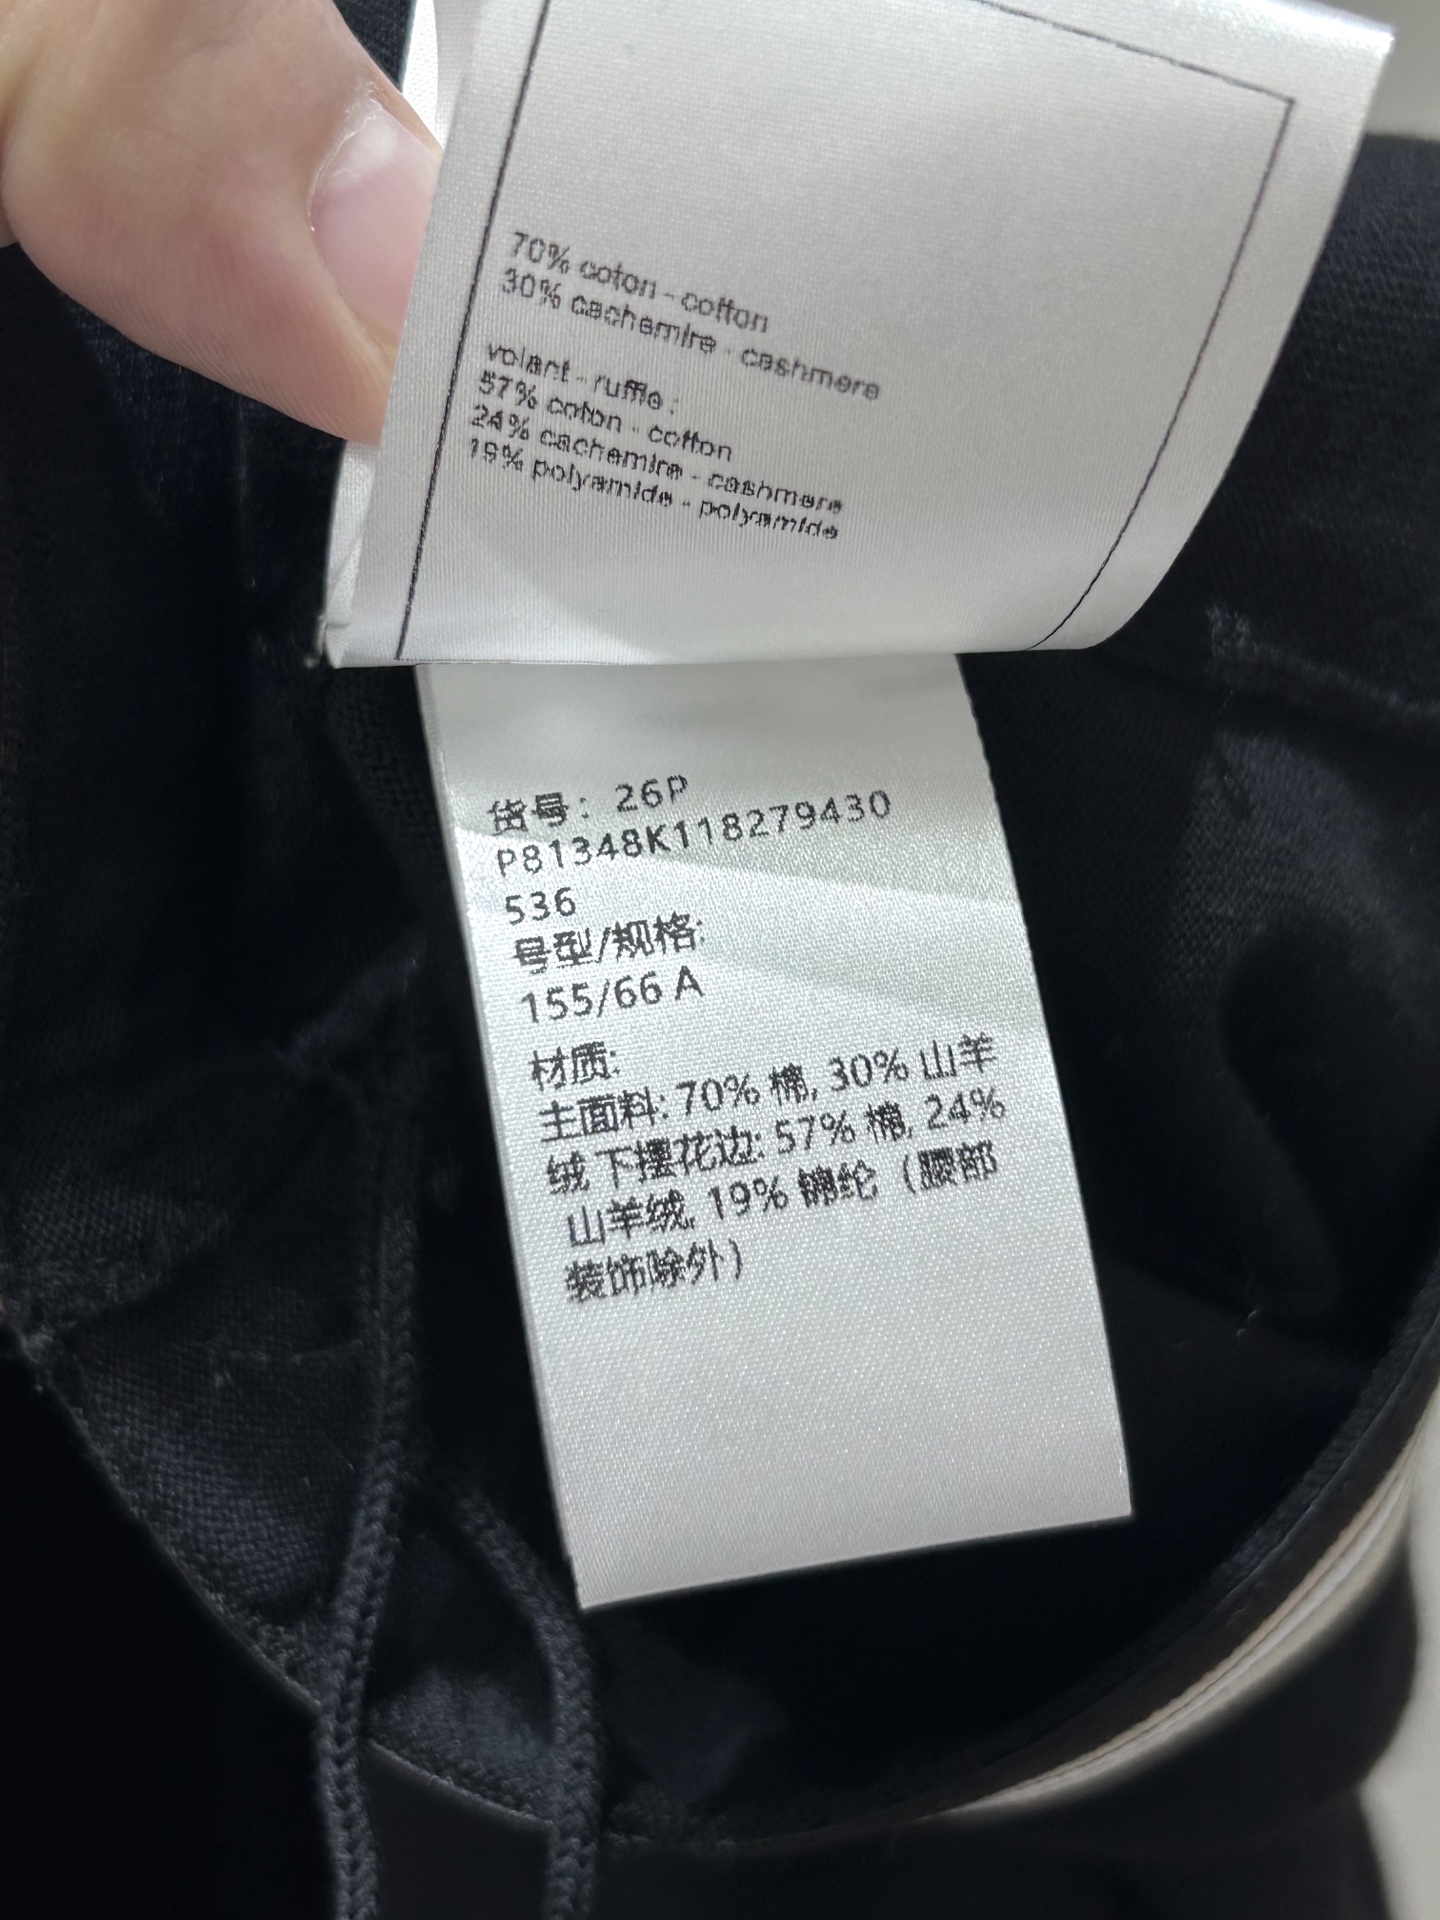 70% coton - cotton
30% cachemire - cashmere
volant - ruffle :
57% coton - cotton
24% cachemire - cashmere
19% polyamide - polyamide
货号：26P
P81348K118279430
536
号型/规格:
155/66 A
材质:
主面料: 70% 棉, 30% 山羊
绒 下摆花边: 57% 棉, 24%
山羊绒, 19% 锦纶（腰部
装饰除外）